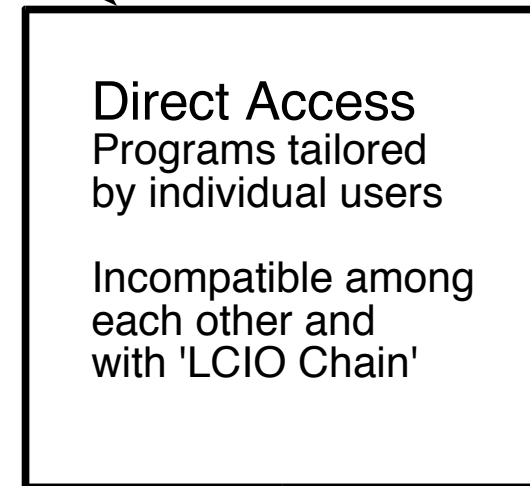 Direct Access
Programs tailored
by individual users
Incompatible among
each other and
with 'LCIO Chain'